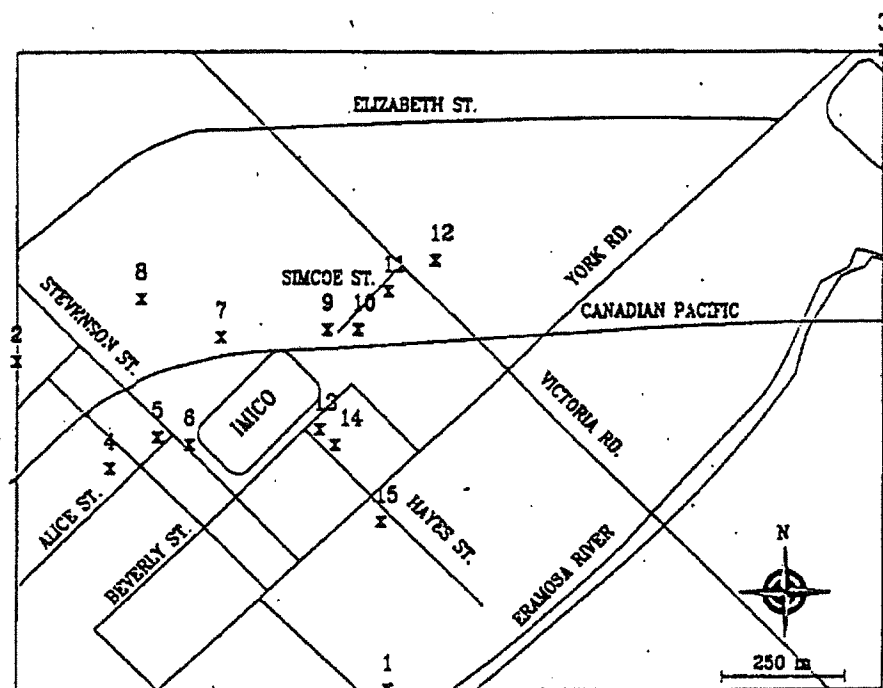 3
ELIZABETH ST.
12
YORK RD.
SIMCOE ST.
8
STEVENSON ST.
7
9
10
CANADIAN PACIFIC
2
IMICO
VICTORIA RD.
13
14
5
6
4
ALICE ST.
15
HAYES ST.
BEVERLY ST.
ERAMOSA RIVER
N
1
250 m